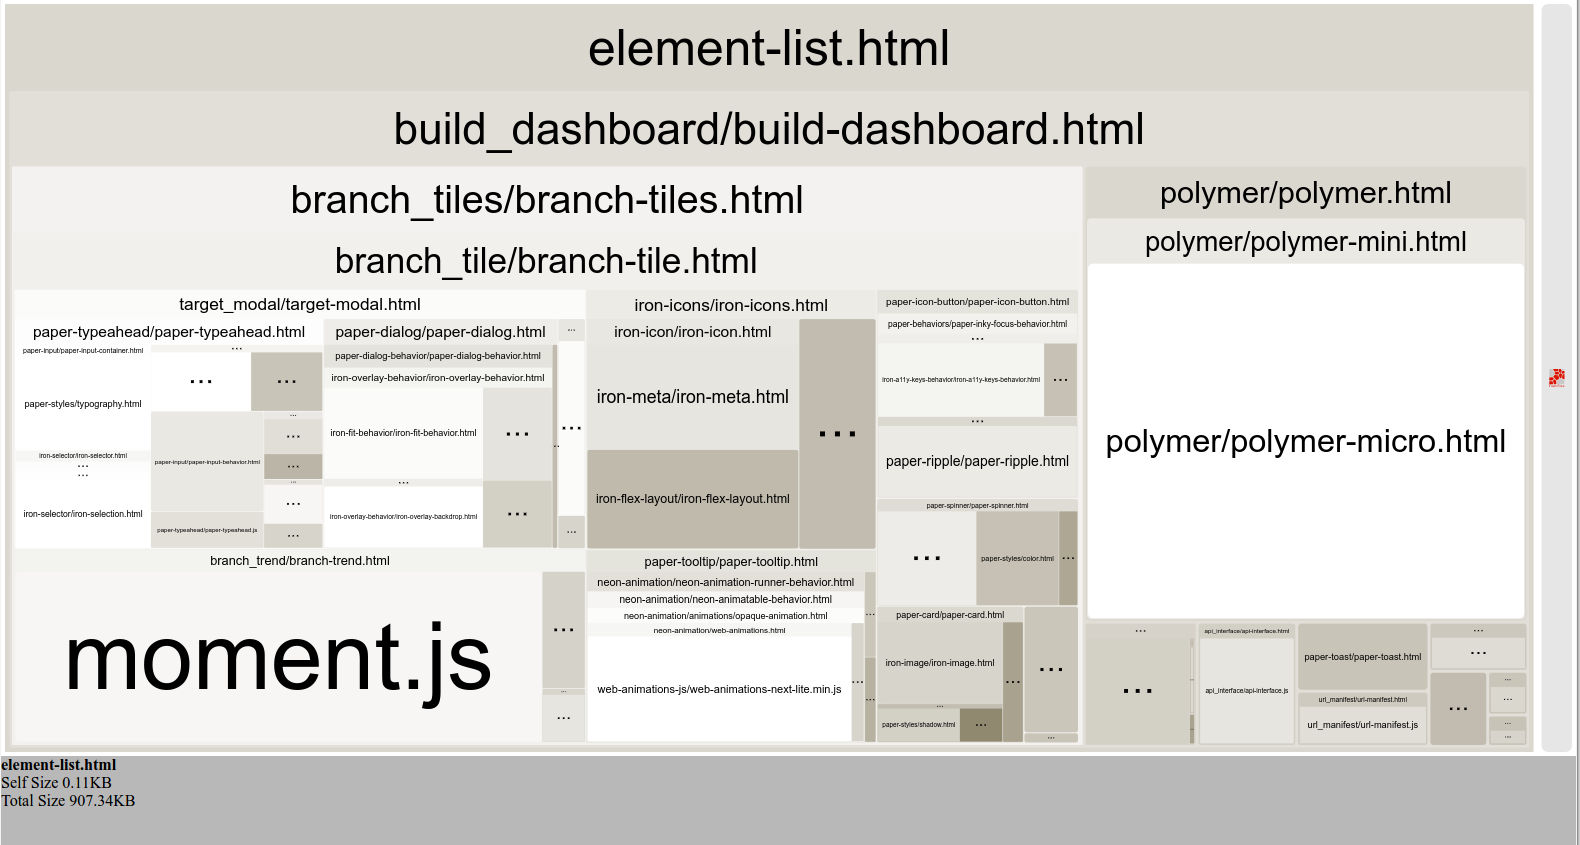 element-list.html
build_dashboard/build-dashboard.html
branch_tiles/branch-tiles.html
branch_tile/branch-tile.html
target_modal/target-modal.html
paper-typeahead/paper-typeahead.html
paper-input/paper-input-container.html
paper-styles/typography.html
iron-selector/iron-selector.html
...
...
iron-selector/iron-selection.html
...
...
...
paper-input/paper-input-behavior.html
paper-typeahead/paper-typeahead.js
...
...
...
...
...
...
paper-dialog/paper-dialog.html
paper-dialog-behavior/paper-dialog-behavior.html
iron-overlay-behavior/iron-overlay-behavior.html
iron-fit-behavior/iron-fit-behavior.html
...
...
iron-overlay-behavior/iron-overlay-backdrop.html
...
...
...
...
...
branch_trend/branch-trend.html
moment.js
...
...
...
iron-icons/iron-icons.html
iron-icon/iron-icon.html
iron-meta/iron-meta.html
iron-flex-layout/iron-flex-layout.html
...
paper-tooltip/paper-tooltip.html
neon-animation/neon-animation-runner-behavior.html
neon-animation/neon-animatable-behavior.html
neon-animation/animations/opaque-animation.html
neon-animation/web-animations.html
web-animations-js/web-animations-next-lite.min.js
...
...
...
paper-icon-button/paper-icon-button.html
paper-behaviors/paper-inky-focus-behavior.html
...
iron-a11y-keys-behavior/iron-a11y-keys-behavior.html
...
...
paper-ripple/paper-ripple.html
paper-spinner/paper-spinner.html
...
paper-styles/color.html
...
paper-card/paper-card.html
iron-image/iron-image.html
...
...
paper-styles/shadow.html
...
...
...
polymer/polymer.html
polymer/polymer-mini.html
polymer/polymer-micro.html
...
...
api_interface/api-interface.html
api_interface/api-interface.js
paper-toast/paper-toast.html
url_manifest/url-manifest.html
url_manifest/url-manifest.js
...
...
...
...
...
...
...
element-list.html
Self Size 0.11KB
Total Size 907.34KB